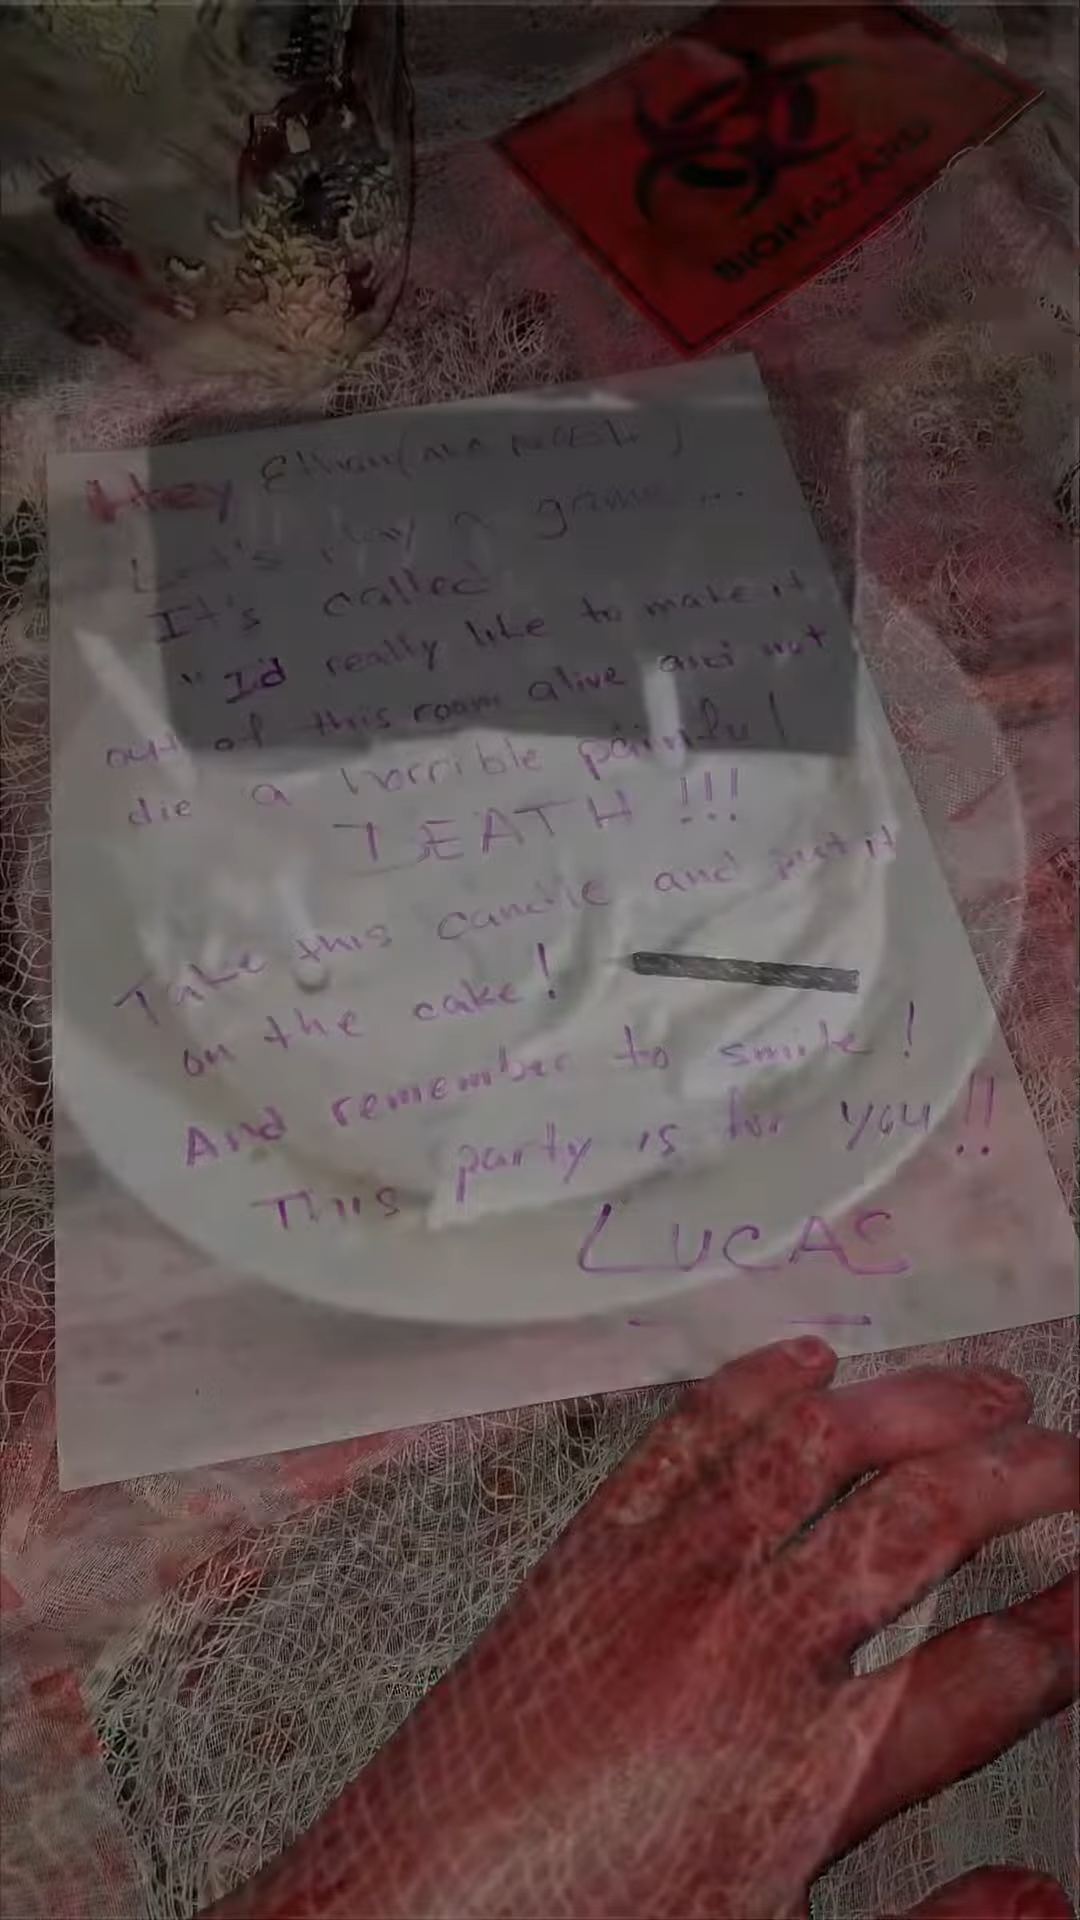 BIOHAZARD
Hey Ethan
Let's play a game...
It's called
"I'd really like to make it
out of this room alive and not
die a horrible painful
DEATH!!!
Take this candle and put it
on the cake!
And remember to smile!
This party is for you!!
LUCAS